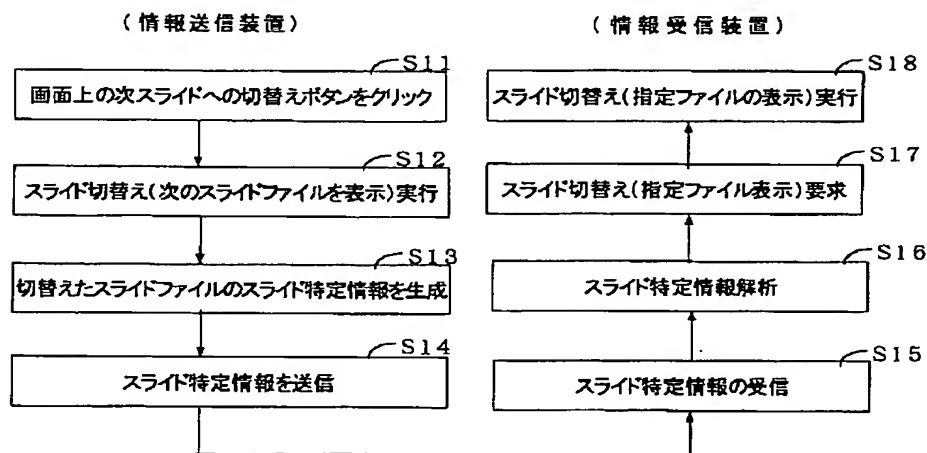 (情報送信装置)
S11
画面上の次スライドへの切替えボタンをクリック
S12
スライド切替え(次のスライドファイルを表示)実行
S13
切替えたスライドファイルのスライド特定情報を生成
S14
スライド特定情報を送信
(情報受信装置)
S18
スライド切替え(指定ファイルの表示)実行
S17
スライド切替え(指定ファイル表示)要求
S16
スライド特定情報解析
S15
スライド特定情報の受信